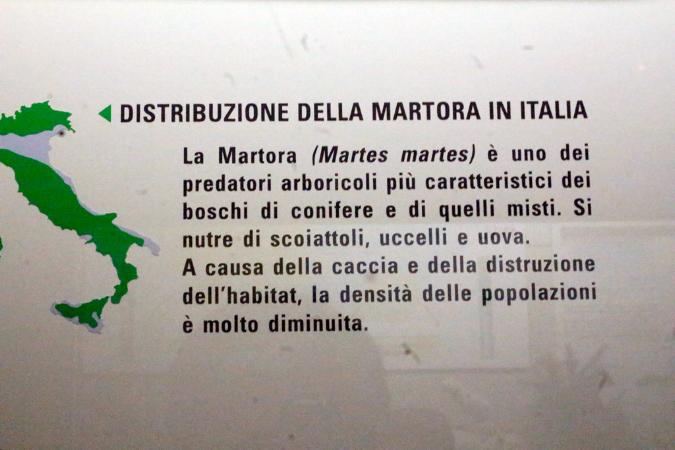 DISTRIBUZIONE DELLA MARTORA IN ITALIA
La Martora (Martes martes) è uno dei
predatori arboricoli più caratteristici dei
boschi di conifere e di quelli misti. Si
nutre di scoiattoli, uccelli e uova.
A causa della caccia e della distruzione
dell'habitat, la densità delle popolazioni
è molto diminuita.